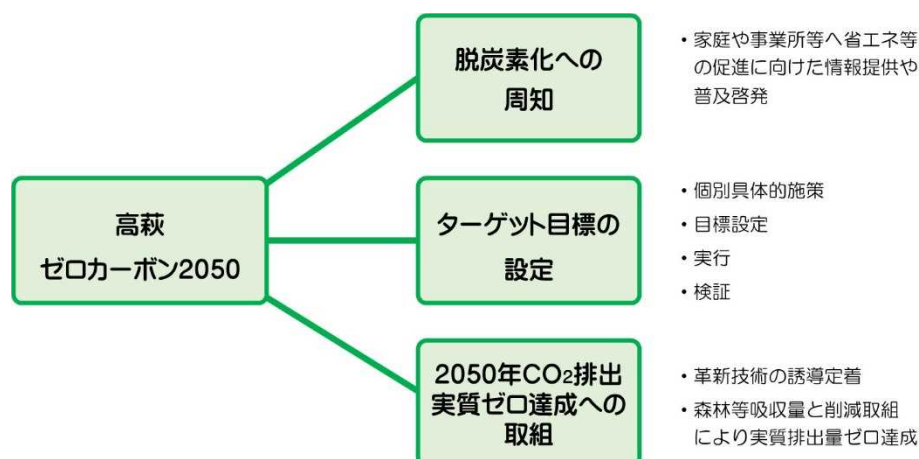 高萩
ゼロカーボン2050
脱炭素化への
周知
・家庭や事業所等へ省エネ等
の促進に向けた情報提供や
普及啓発
ターゲット目標の
設定
・個別具体的施策
・目標設定
・実行
・検証
2050年CO₂排出
実質ゼロ達成への
取組
・革新技術の誘導定着
・森林等吸収量と削減取組
により実質排出量ゼロ達成